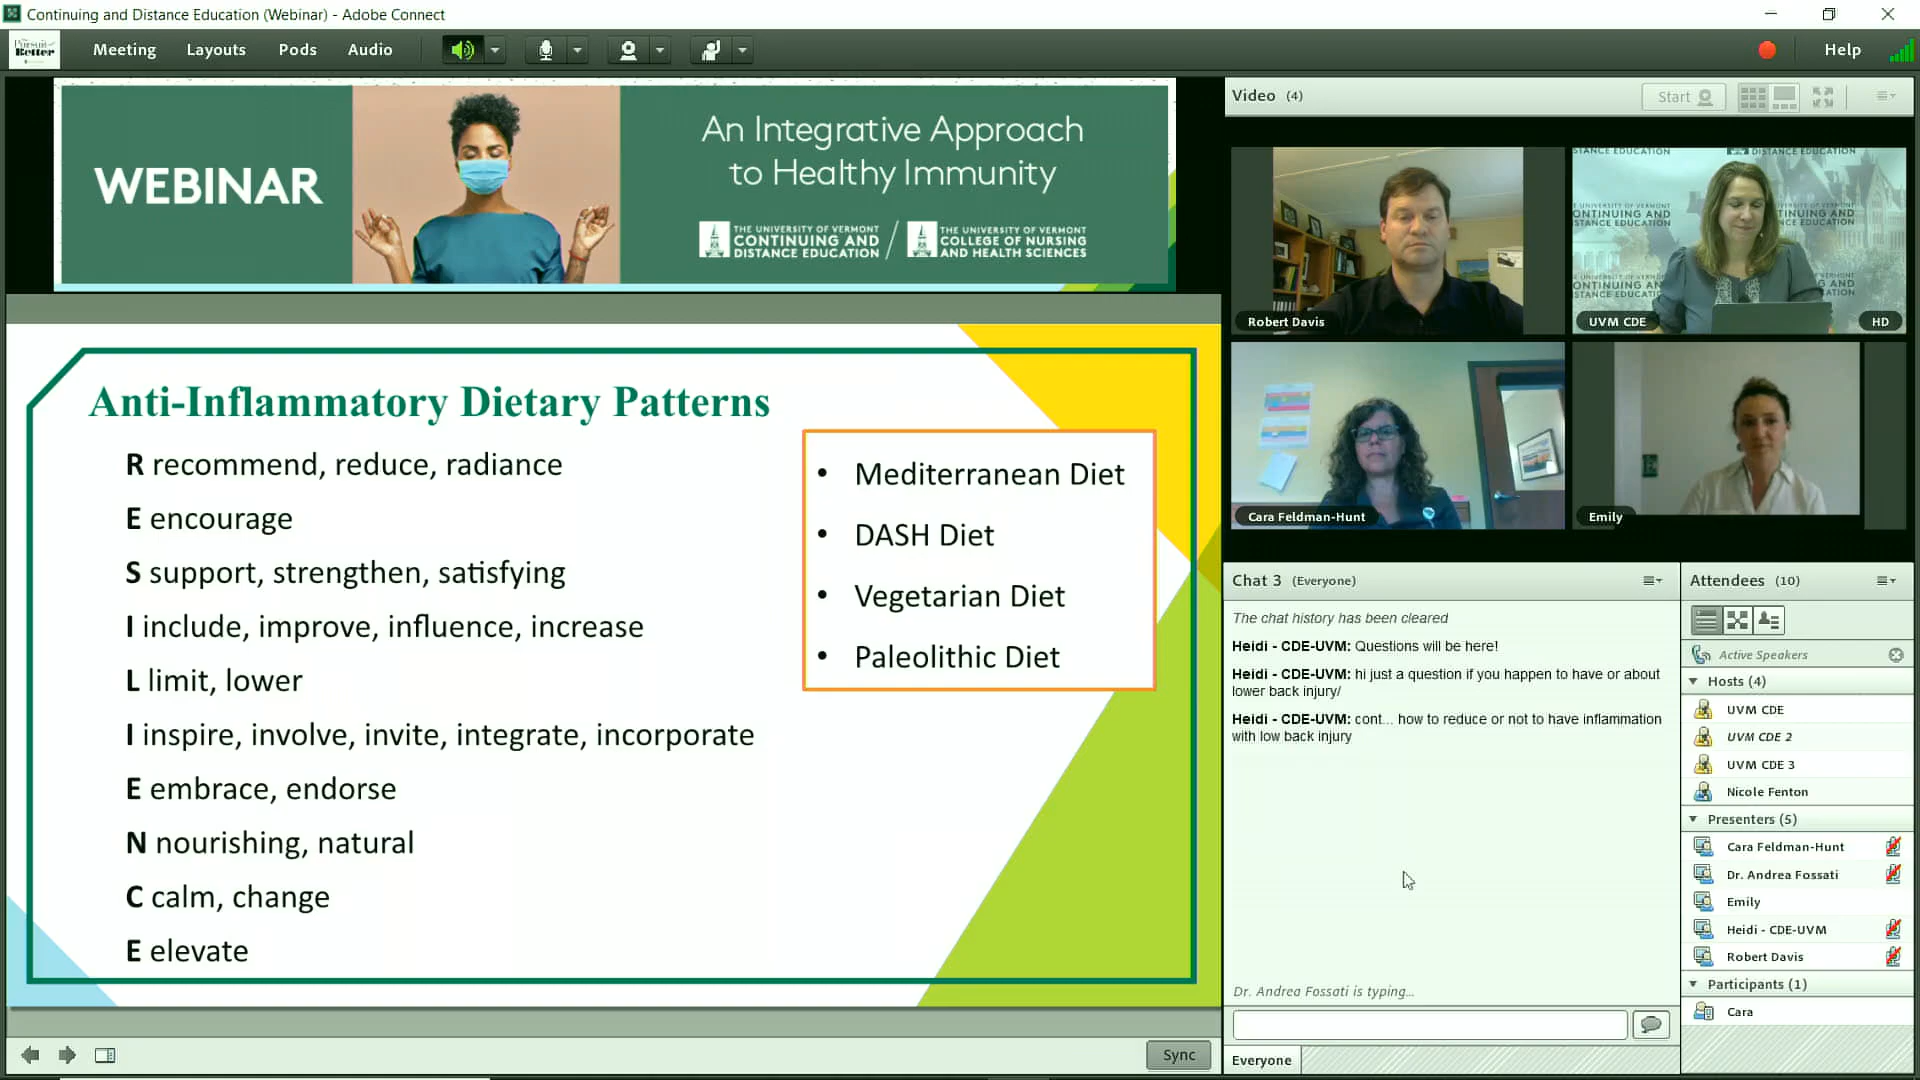 Continuing and Distance Education (Webinar) - Adobe Connect
Pursuit of
Better
Meeting
Layouts
Pods
Audio
Help
WEBINAR
An Integrative Approach
to Healthy Immunity
THE UNIVERSITY OF VERMONT
CONTINUING AND
DISTANCE EDUCATION
THE UNIVERSITY OF VERMONT
COLLEGE OF NURSING
AND HEALTH SCIENCES
Anti-Inflammatory Dietary Patterns
R recommend, reduce, radiance
E encourage
S support, strengthen, satisfying
I include, improve, influence, increase
L limit, lower
I inspire, involve, invite, integrate, incorporate
E embrace, endorse
N nourishing, natural
C calm, change
E elevate
• Mediterranean Diet
• DASH Diet
• Vegetarian Diet
• Paleolithic Diet
Sync
Video (4)
Start
Robert Davis
UVM CDE
HD
Cara Feldman-Hunt
Emily
Chat 3 (Everyone)
The chat history has been cleared
Heidi - CDE-UVM: Questions will be here!
Heidi - CDE-UVM: hi just a question if you happen to have or about
lower back injury/
Heidi - CDE-UVM: cont... how to reduce or not to have inflammation
with low back injury
Dr. Andrea Fossati is typing...
Everyone
Attendees (10)
Active Speakers
Hosts (4)
UVM CDE
UVM CDE 2
UVM CDE 3
Nicole Fenton
Presenters (5)
Cara Feldman-Hunt
Dr. Andrea Fossati
Emily
Heidi - CDE-UVM
Robert Davis
Participants (1)
Cara